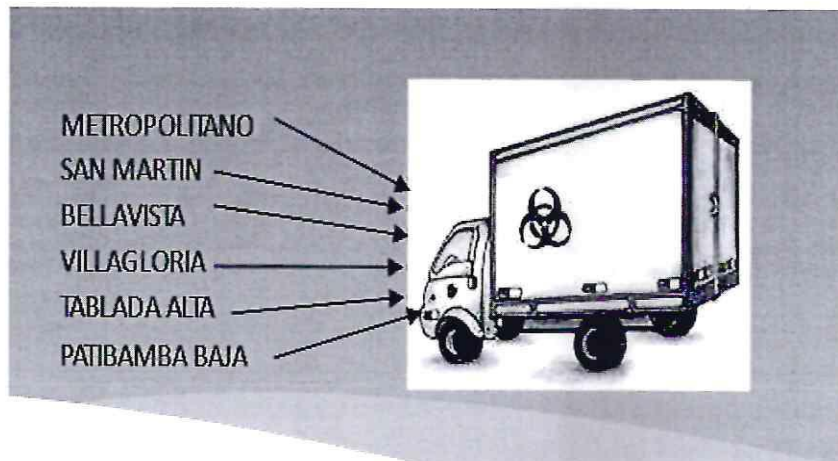 METROPOLITANO
SAN MARTIN
BELLAVISTA
VILLAGLORIA
TABLADA ALTA
PATIBAMBA BAJA